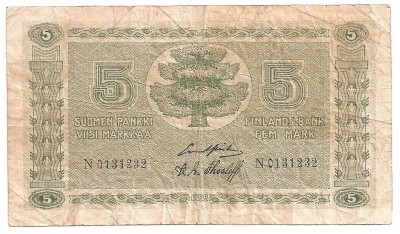 5 5
5 5
SUOMEN PANKKI FINLANDS BANK
VIISI MARKKAA FEM MARK
N 0131232 N 0131232
5 5